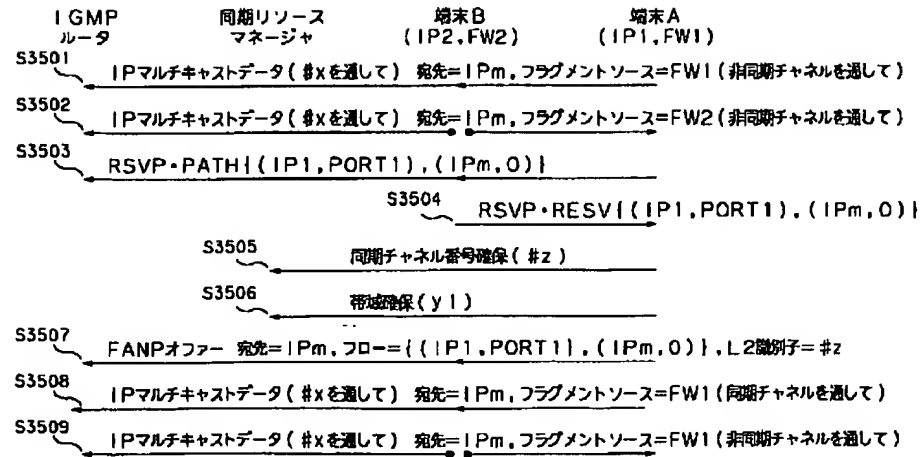 IGMP 同期リソース 端末B 端末A
ルータ マネージャ (IP2,FW2) (IP1,FW1)
S3501 IPマルチキャストデータ(#xを通して) 宛先=IPm,フラグメントソース=FW1(非同期チャネルを通して)
S3502 IPマルチキャストデータ(#xを通して) 宛先=IPm,フラグメントソース=FW2(非同期チャネルを通して)
S3503 RSVP・PATH{(IP1,PORT1),(IPm,0)}
S3504 RSVP・RESV{(IP1,PORT1),(IPm,0)}
S3505 同期チャネル番号確保(#z)
S3506 帯域確保(y1)
S3507 FANPオファー 宛先=IPm,フロー={(IP1,PORT1},(IPm,0)},L2識別子=#z
S3508 IPマルチキャストデータ(#xを通して) 宛先=IPm,フラグメントソース=FW1(同期チャネルを通して)
S3509 IPマルチキャストデータ(#xを通して) 宛先=IPm,フラグメントソース=FW1(非同期チャネルを通して)